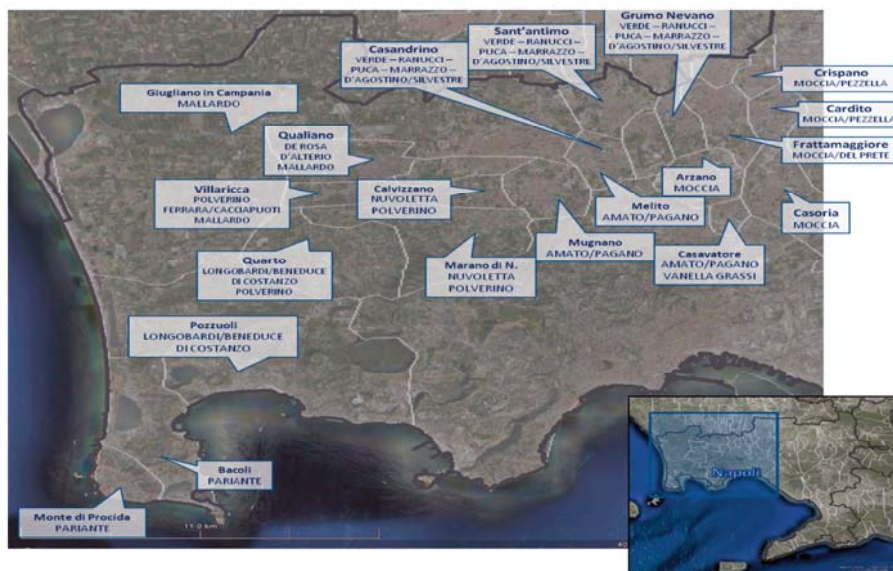 Grumo Nevano
VERDE – RANUCCI –
PUCA – MARRAZZO –
D'AGOSTINO/SILVESTRE
Sant'antimo
VERDE – RANUCCI –
PUCA – MARRAZZO –
D'AGOSTINO/SILVESTRE
Casandrino
VERDE – RANUCCI –
PUCA – MARRAZZO –
D'AGOSTINO/SILVESTRE
Crispano
MOCCIA/PEZZELLA
Giugliano in Campania
MALLARDO
Cardito
MOCCIA/PEZZELLA
Qualiano
DE ROSA
D'ALTERIO
MALLARDO
Frattamaggiore
MOCCIA/DEL PRETE
Arzano
MOCCIA
Villaricca
POLVERINO
FERRARA/CACCIAPUOTI
MALLARDO
Calvizzano
NUVOLETTA
POLVERINO
Melito
AMATO/PAGANO
Casoria
MOCCIA
Mugnano
AMATO/PAGANO
Casavatore
AMATO/PAGANO
VANELLA GRASSI
Quarto
LONGOBARDI/BENEDUCE
DI COSTANZO
POLVERINO
Marano di N.
NUVOLETTA
POLVERINO
Pozzuoli
LONGOBARDI/BENEDUCE
DI COSTANZO
Bacoli
PARIANTE
Monte di Procida
PARIANTE
11.0 km
Napoli